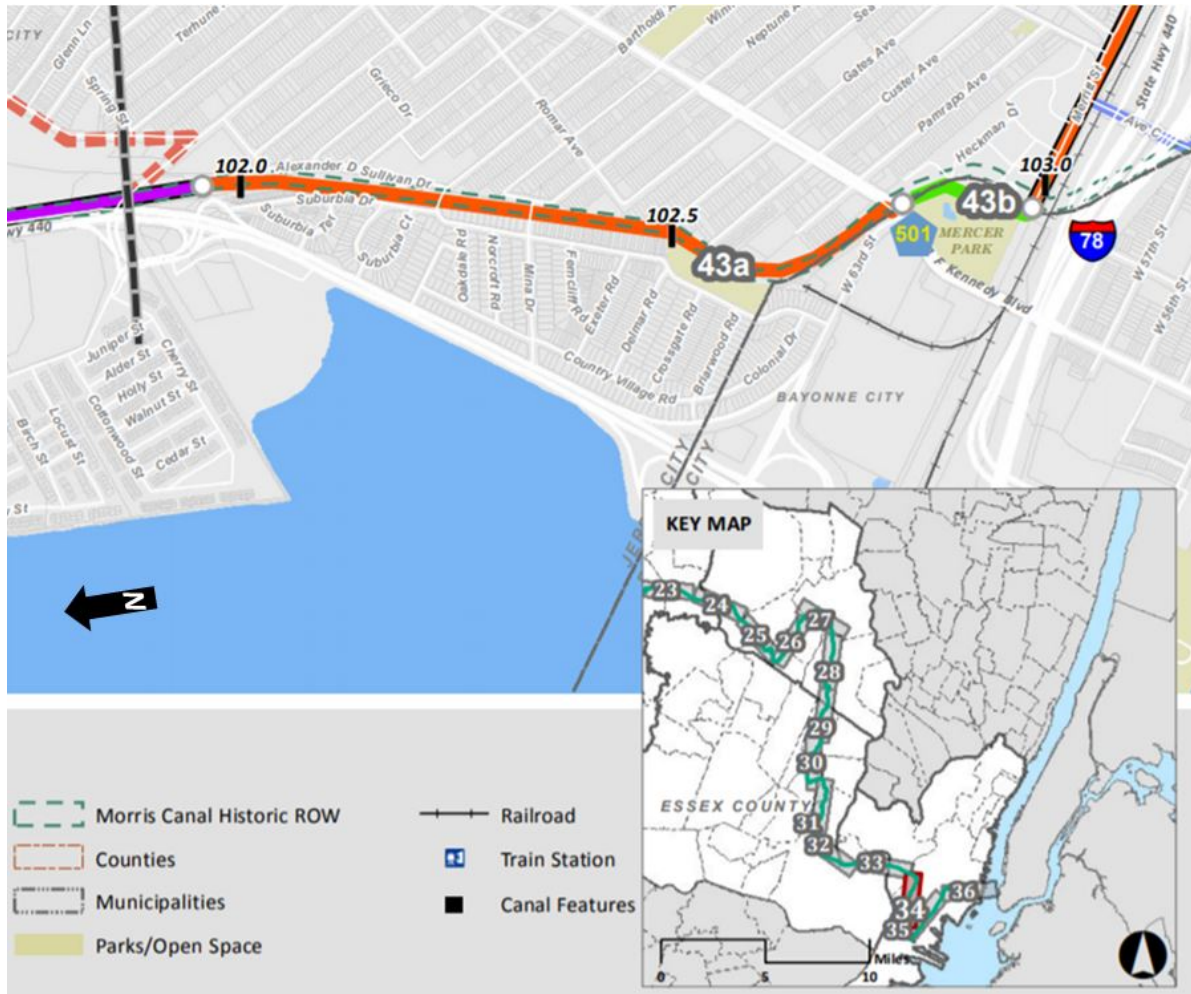 CITY
Glenn Ln
Terhune
Spring St
Grieco Dr
Romar Ave
Bartholdi
Neptune
Gates Ave
Custer Ave
Pamrapo Ave
Heckman Dr
Merritt St
State Hwy 440
Ave C
102.0
Alexander D Sullivan Dr
Suburbia Dr
Suburbia Ter
Suburbia Ct
102.5
43a
103.0
43b
501
MERCER
PARK
78
wy 440
Oakdale Rd
Norcroft Rd
Mina Dr
Ferncliff Rd
Exeter Rd
Delmar Rd
Crossgate Rd
Briarwood Rd
Colonial Dr
W 63rd St
F Kennedy Blvd
W 57th St
W 56th St
Country Village Rd
BAYONNE CITY
Juniper St
Alder St
Holly St
Walnut St
Cherry St
Cottonwood St
Cedar St
Locust St
Birch St
St
CITY
CITY
N
KEY MAP
23
24
25
26
27
28
29
30
31
32
33
34
35
36
ESSEX COUNTY
0 5 10
Miles
Morris Canal Historic ROW
Counties
Municipalities
Parks/Open Space
Railroad
Train Station
Canal Features